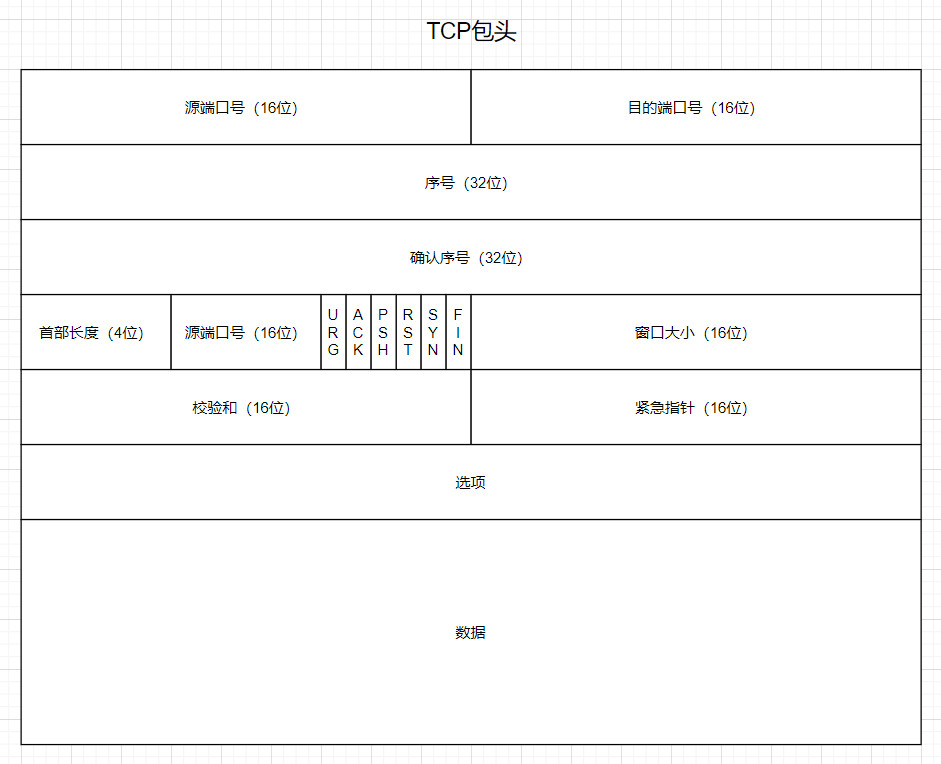 TCP包头
源端口号（16位）
目的端口号（16位）
序号（32位）
确认序号（32位）
首部长度（4位）
源端口号（16位）
URG
ACK
PSH
RST
SYN
FIN
窗口大小（16位）
校验和（16位）
紧急指针（16位）
选项
数据